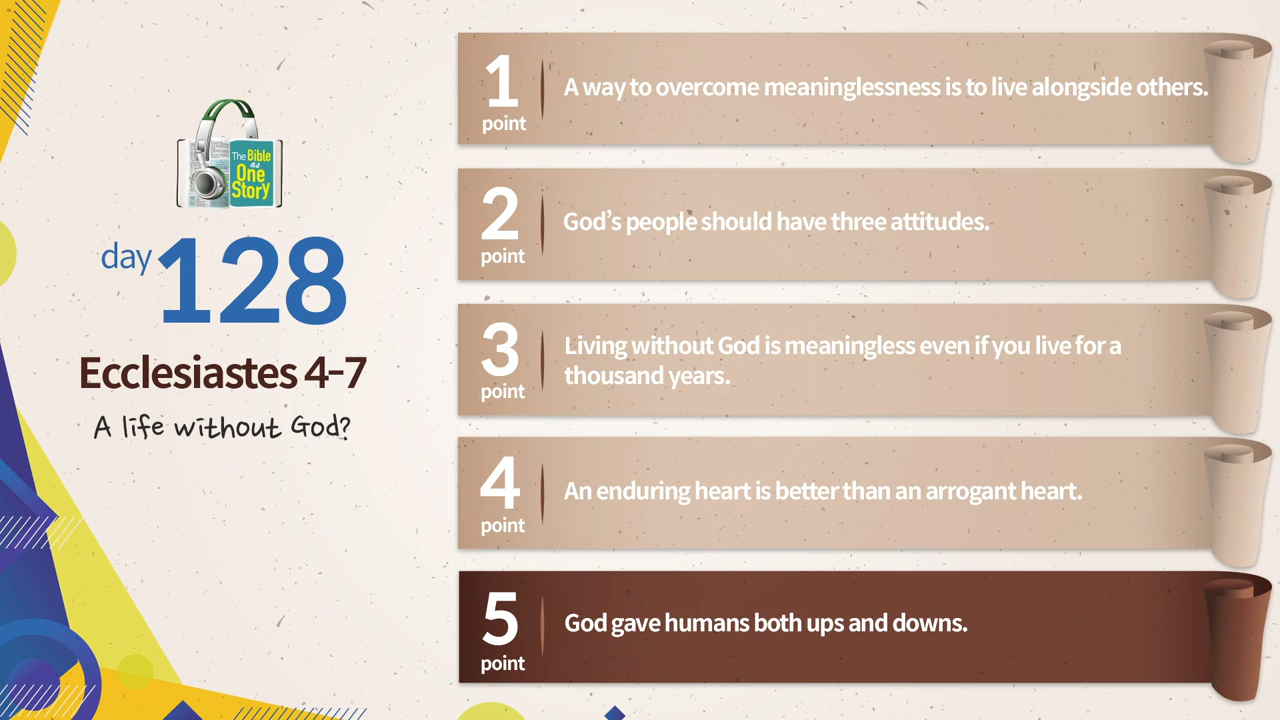 The Bible
as
One
Story
day 128
Ecclesiastes 4-7
A life without God?
1
point
A way to overcome meaninglessness is to live alongside others.
2
point
God's people should have three attitudes.
3
point
Living without God is meaningless even if you live for a
thousand years.
4
point
An enduring heart is better than an arrogant heart.
5
point
God gave humans both ups and downs.